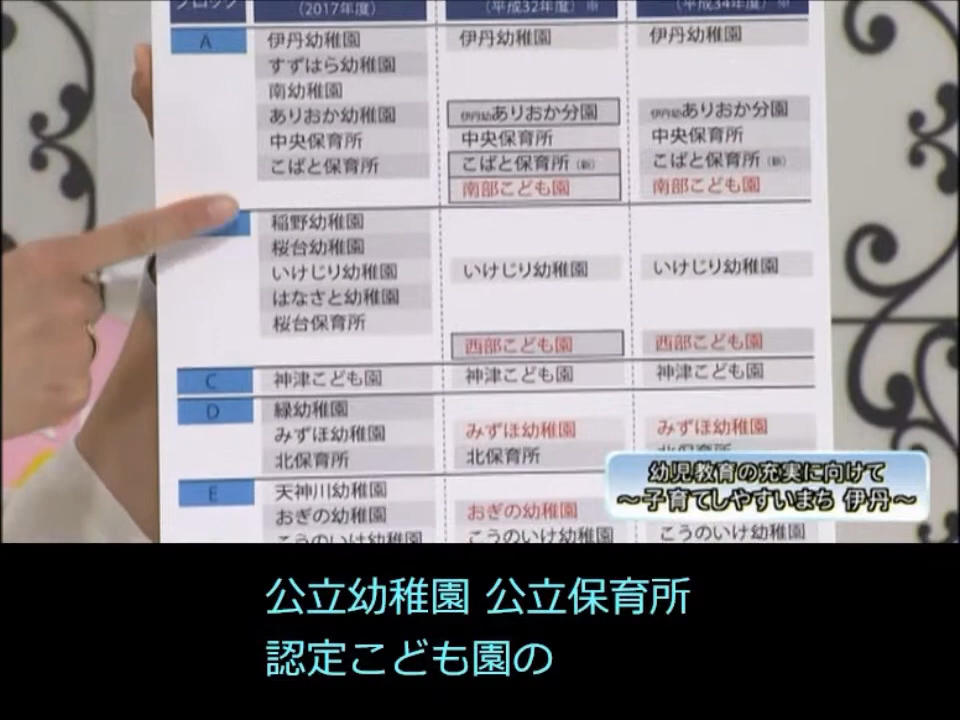 ブロック （2017年度） （平成32年度）※ （平成34年度）※
A 伊丹幼稚園 伊丹幼稚園 伊丹幼稚園
すずはら幼稚園
南幼稚園
ありおか幼稚園 伊丹幼ありおか分園 伊丹幼ありおか分園
中央保育所 中央保育所 中央保育所
こばと保育所 こばと保育所（新） こばと保育所（新）
南部こども園 南部こども園
稲野幼稚園
桜台幼稚園
いけじり幼稚園 いけじり幼稚園 いけじり幼稚園
はなさと幼稚園
桜台保育所
西部こども園 西部こども園
C 神津こども園 神津こども園 神津こども園
D 緑幼稚園
みずほ幼稚園 みずほ幼稚園 みずほ幼稚園
北保育所 北保育所
E 天神川幼稚園
おぎの幼稚園 おぎの幼稚園
こうのいけ幼稚園 こうのいけ幼稚園 こうのいけ幼稚園
幼児教育の充実に向けて
～子育てしやすいまち 伊丹～
公立幼稚園 公立保育所
認定こども園の